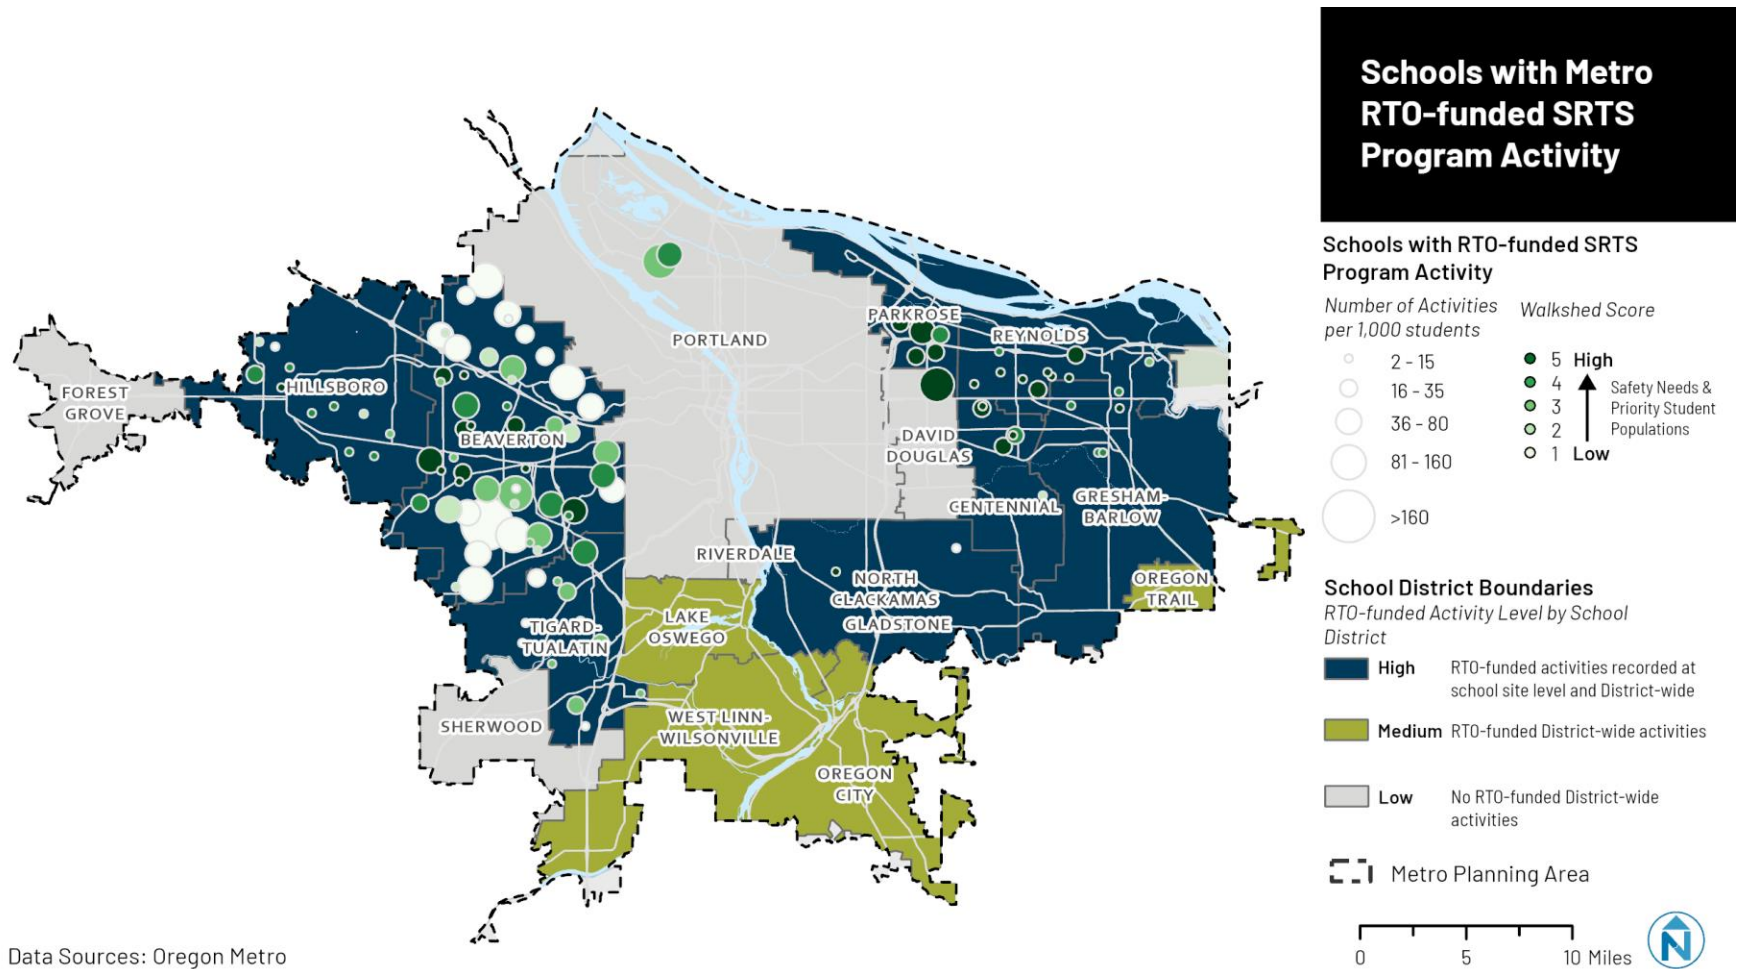 Schools with Metro
RTO-funded SRTS
Program Activity
Schools with RTO-funded SRTS
Program Activity
Number of Activities
per 1,000 students
2 - 15
16 - 35
36 - 80
81 - 160
>160
Walkshed Score
5 High
4
3
2
1 Low
Safety Needs &
Priority Student
Populations
School District Boundaries
RTO-funded Activity Level by School
District
High RTO-funded activities recorded at
school site level and District-wide
Medium RTO-funded District-wide activities
Low No RTO-funded District-wide
activities
Metro Planning Area
0 5 10 Miles
N
PORTLAND
PARKROSE
REYNOLDS
FOREST
GROVE
HILLSBORO
BEAVERTON
DAVID
DOUGLAS
CENTENNIAL
GRESHAM-
BARLOW
RIVERDALE
NORTH
CLACKAMAS
GLADSTONE
OREGON
TRAIL
LAKE
OSWEGO
TIGARD-
TUALATIN
SHERWOOD
WEST LINN-
WILSONVILLE
OREGON
CITY
Data Sources: Oregon Metro